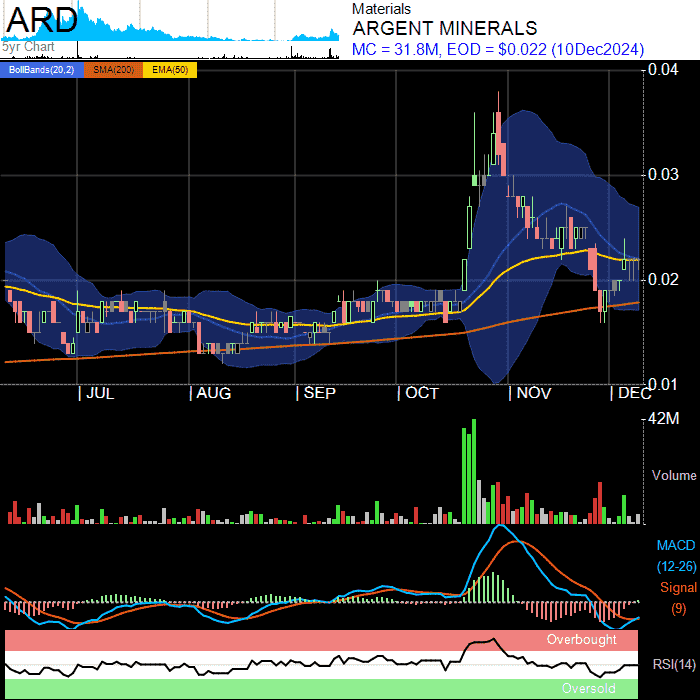 ARD
5yr Chart
Materials
ARGENT MINERALS
MC = 31.8M, EOD = $0.022 (10Dec2024)
BollBands(20,2) SMA(200) EMA(50)
0.04
0.03
0.02
0.01
JUL AUG SEP OCT NOV DEC
42M
Volume
MACD
(12-26)
Signal
(9)
Overbought
RSI(14)
Oversold